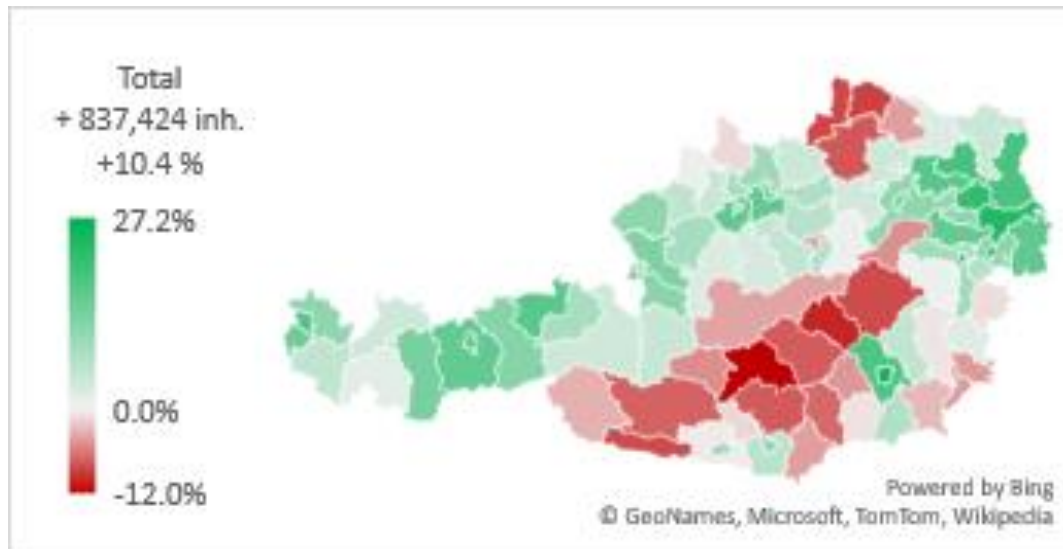 Total
+ 837,424 inh.
+10.4 %
27.2%
0.0%
-12.0%
Powered by Bing
© GeoNames, Microsoft, TomTom, Wikipedia